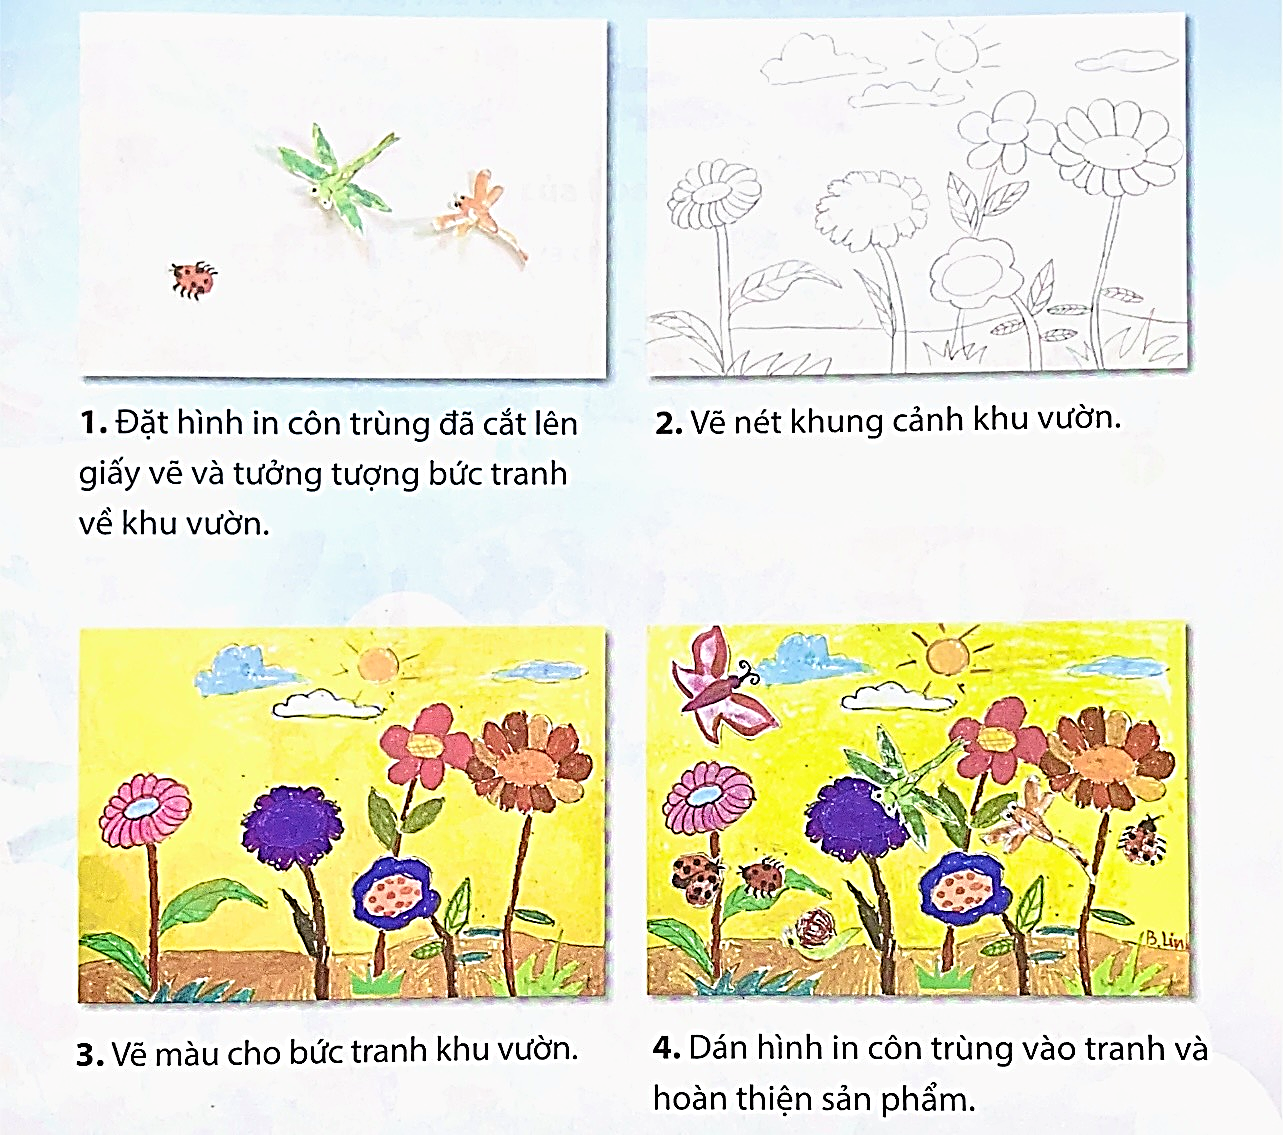 1. Đặt hình in côn trùng đã cắt lên
giấy vẽ và tưởng tượng bức tranh
về khu vườn.
2. Vẽ nét khung cảnh khu vườn.
B. Lin
3. Vẽ màu cho bức tranh khu vườn.
4. Dán hình in côn trùng vào tranh và
hoàn thiện sản phẩm.